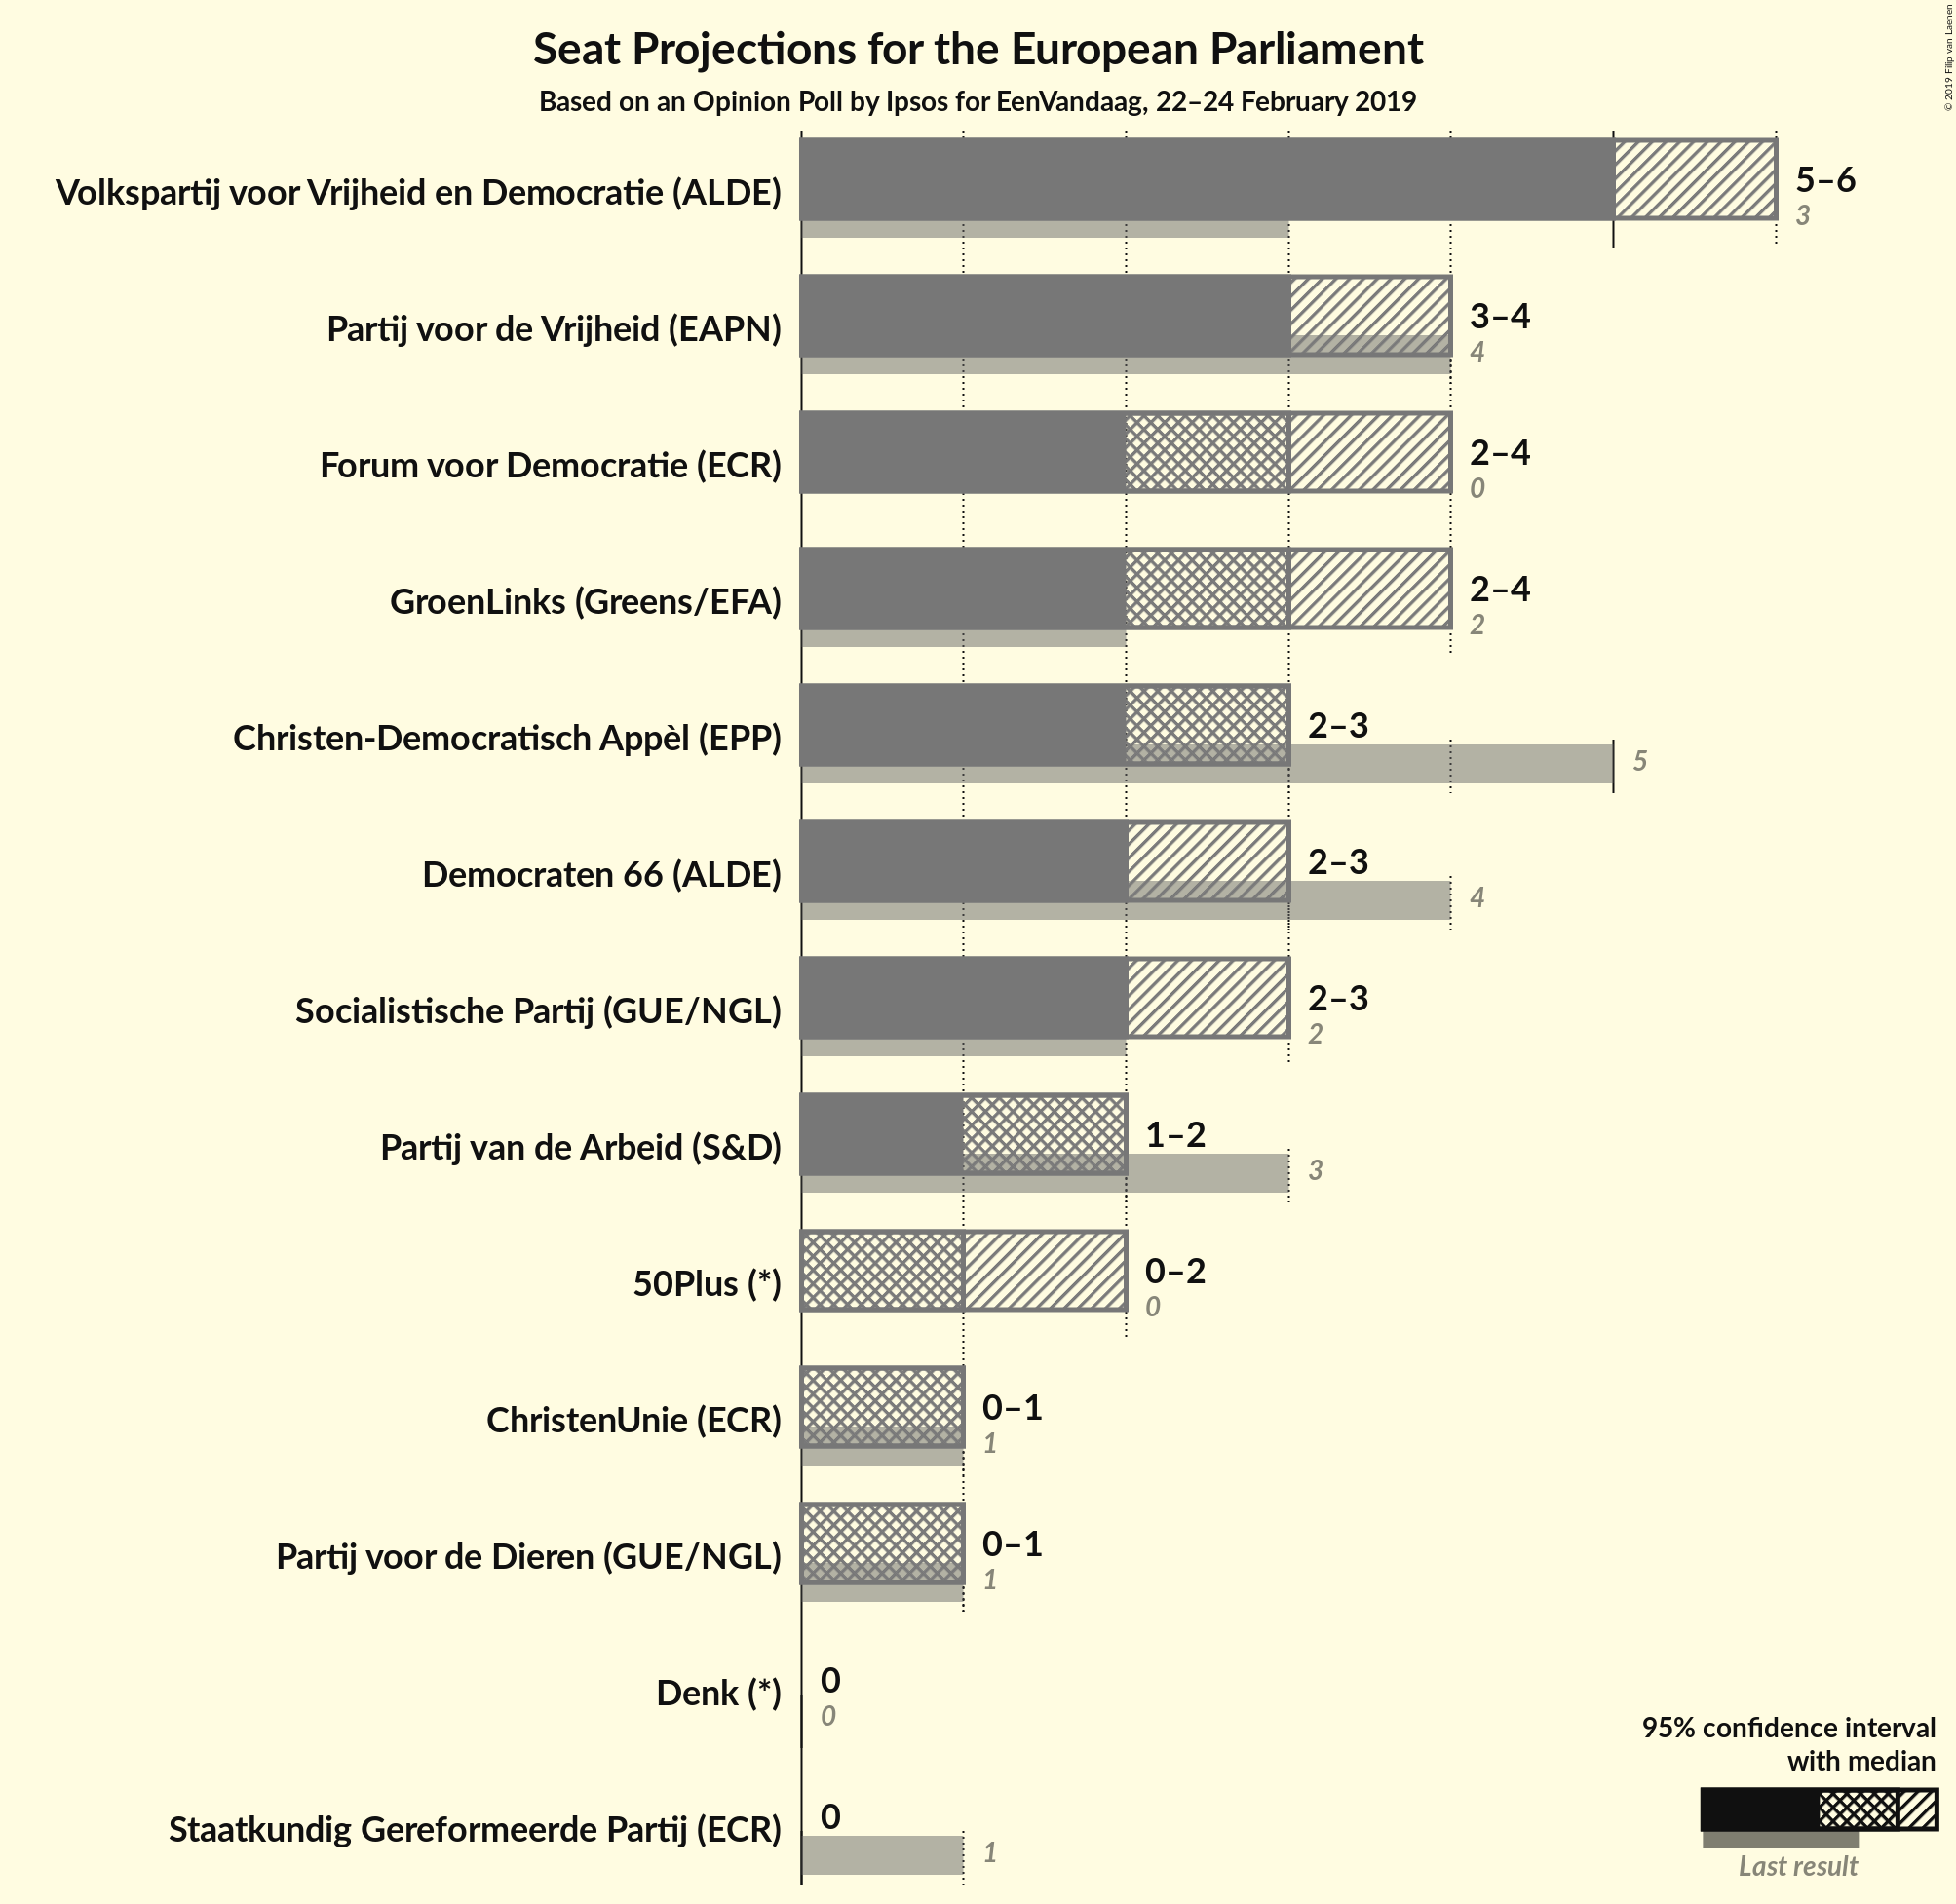 Seat Projections for the European Parliament
Based on an Opinion Poll by Ipsos for EenVandaag, 22–24 February 2019
© 2019 Filip van Laenen
Volkspartij voor Vrijheid en Democratie (ALDE)
5–6
3
Partij voor de Vrijheid (EAPN)
3–4
4
Forum voor Democratie (ECR)
2–4
0
GroenLinks (Greens/EFA)
2–4
2
Christen-Democratisch Appèl (EPP)
2–3
5
Democraten 66 (ALDE)
2–3
4
Socialistische Partij (GUE/NGL)
2–3
2
Partij van de Arbeid (S&D)
1–2
3
50Plus (*)
0–2
0
ChristenUnie (ECR)
0–1
1
Partij voor de Dieren (GUE/NGL)
0–1
1
Denk (*)
0
0
Staatkundig Gereformeerde Partij (ECR)
0
1
95% confidence interval
with median
Last result